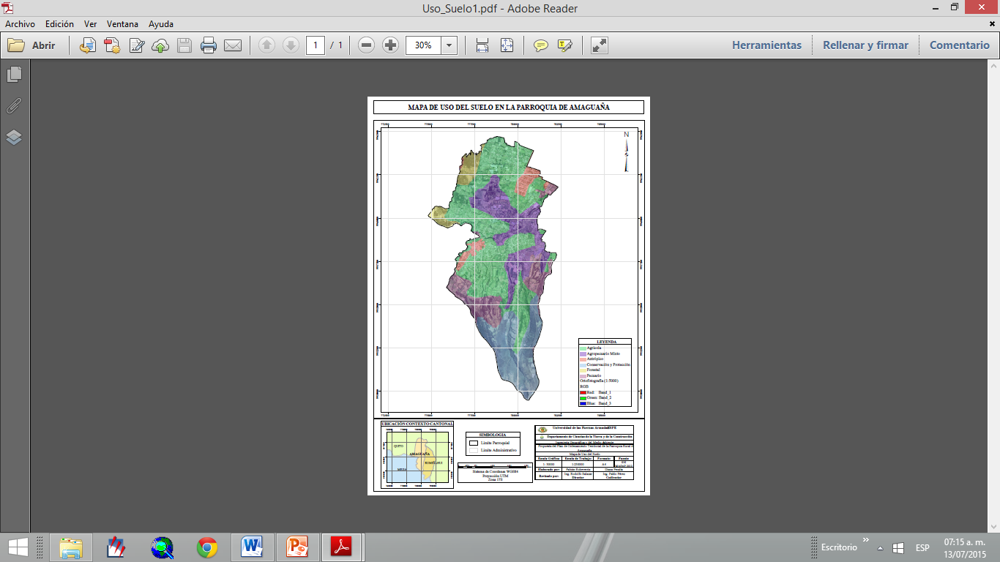 Uso_Suelo1.pdf - Adobe Reader
Archivo Edición Ver Ventana Ayuda
Abrir 1 / 1 30% Herramientas Rellenar y firmar Comentario
MAPA DE USO DEL SUELO EN LA PARROQUIA DE AMAGUAÑA
N
LEYENDA
Agrícola
Agropecuario Mixto
Antrópico
Conservación y Protección
Forestal
Pecuario
Ortofotografía (1:5000)
RGB
Red: Band_1
Green: Band_2
Blue: Band_3
UBICACIÓN CONTEXTO CANTONAL
QUITO
AMAGUAÑA
RUMIÑAHUI
MEJIA
SIMBOLOGIA
Limite Parroquial
Limite Administrativo
Sistema de Coordenas WGS84
Proyección UTM
Zona 17S
Universidad de las Fuerzas Armadas ESPE
Departamento de Ciencias de la Tierra y de la Construcción
Ingeniería Geográfica y del Medio Ambiente
Propuesta del Plan de Ordenamiento Territorial de la Parroquia Rural de Amaguaña
Mapa de Uso del Suelo
Escala Gráfica: Escala de Trabajo: Formato: Fuente
1: 50000 1:250000 A4
Elaborado por: Fabián Echeverría Diana Peralta
Revisado por: Ing. Rodolfo Salazar Director Ing. Pablo Pérez Codirector
Escritorio ESP 07:15 a. m.
13/07/2015